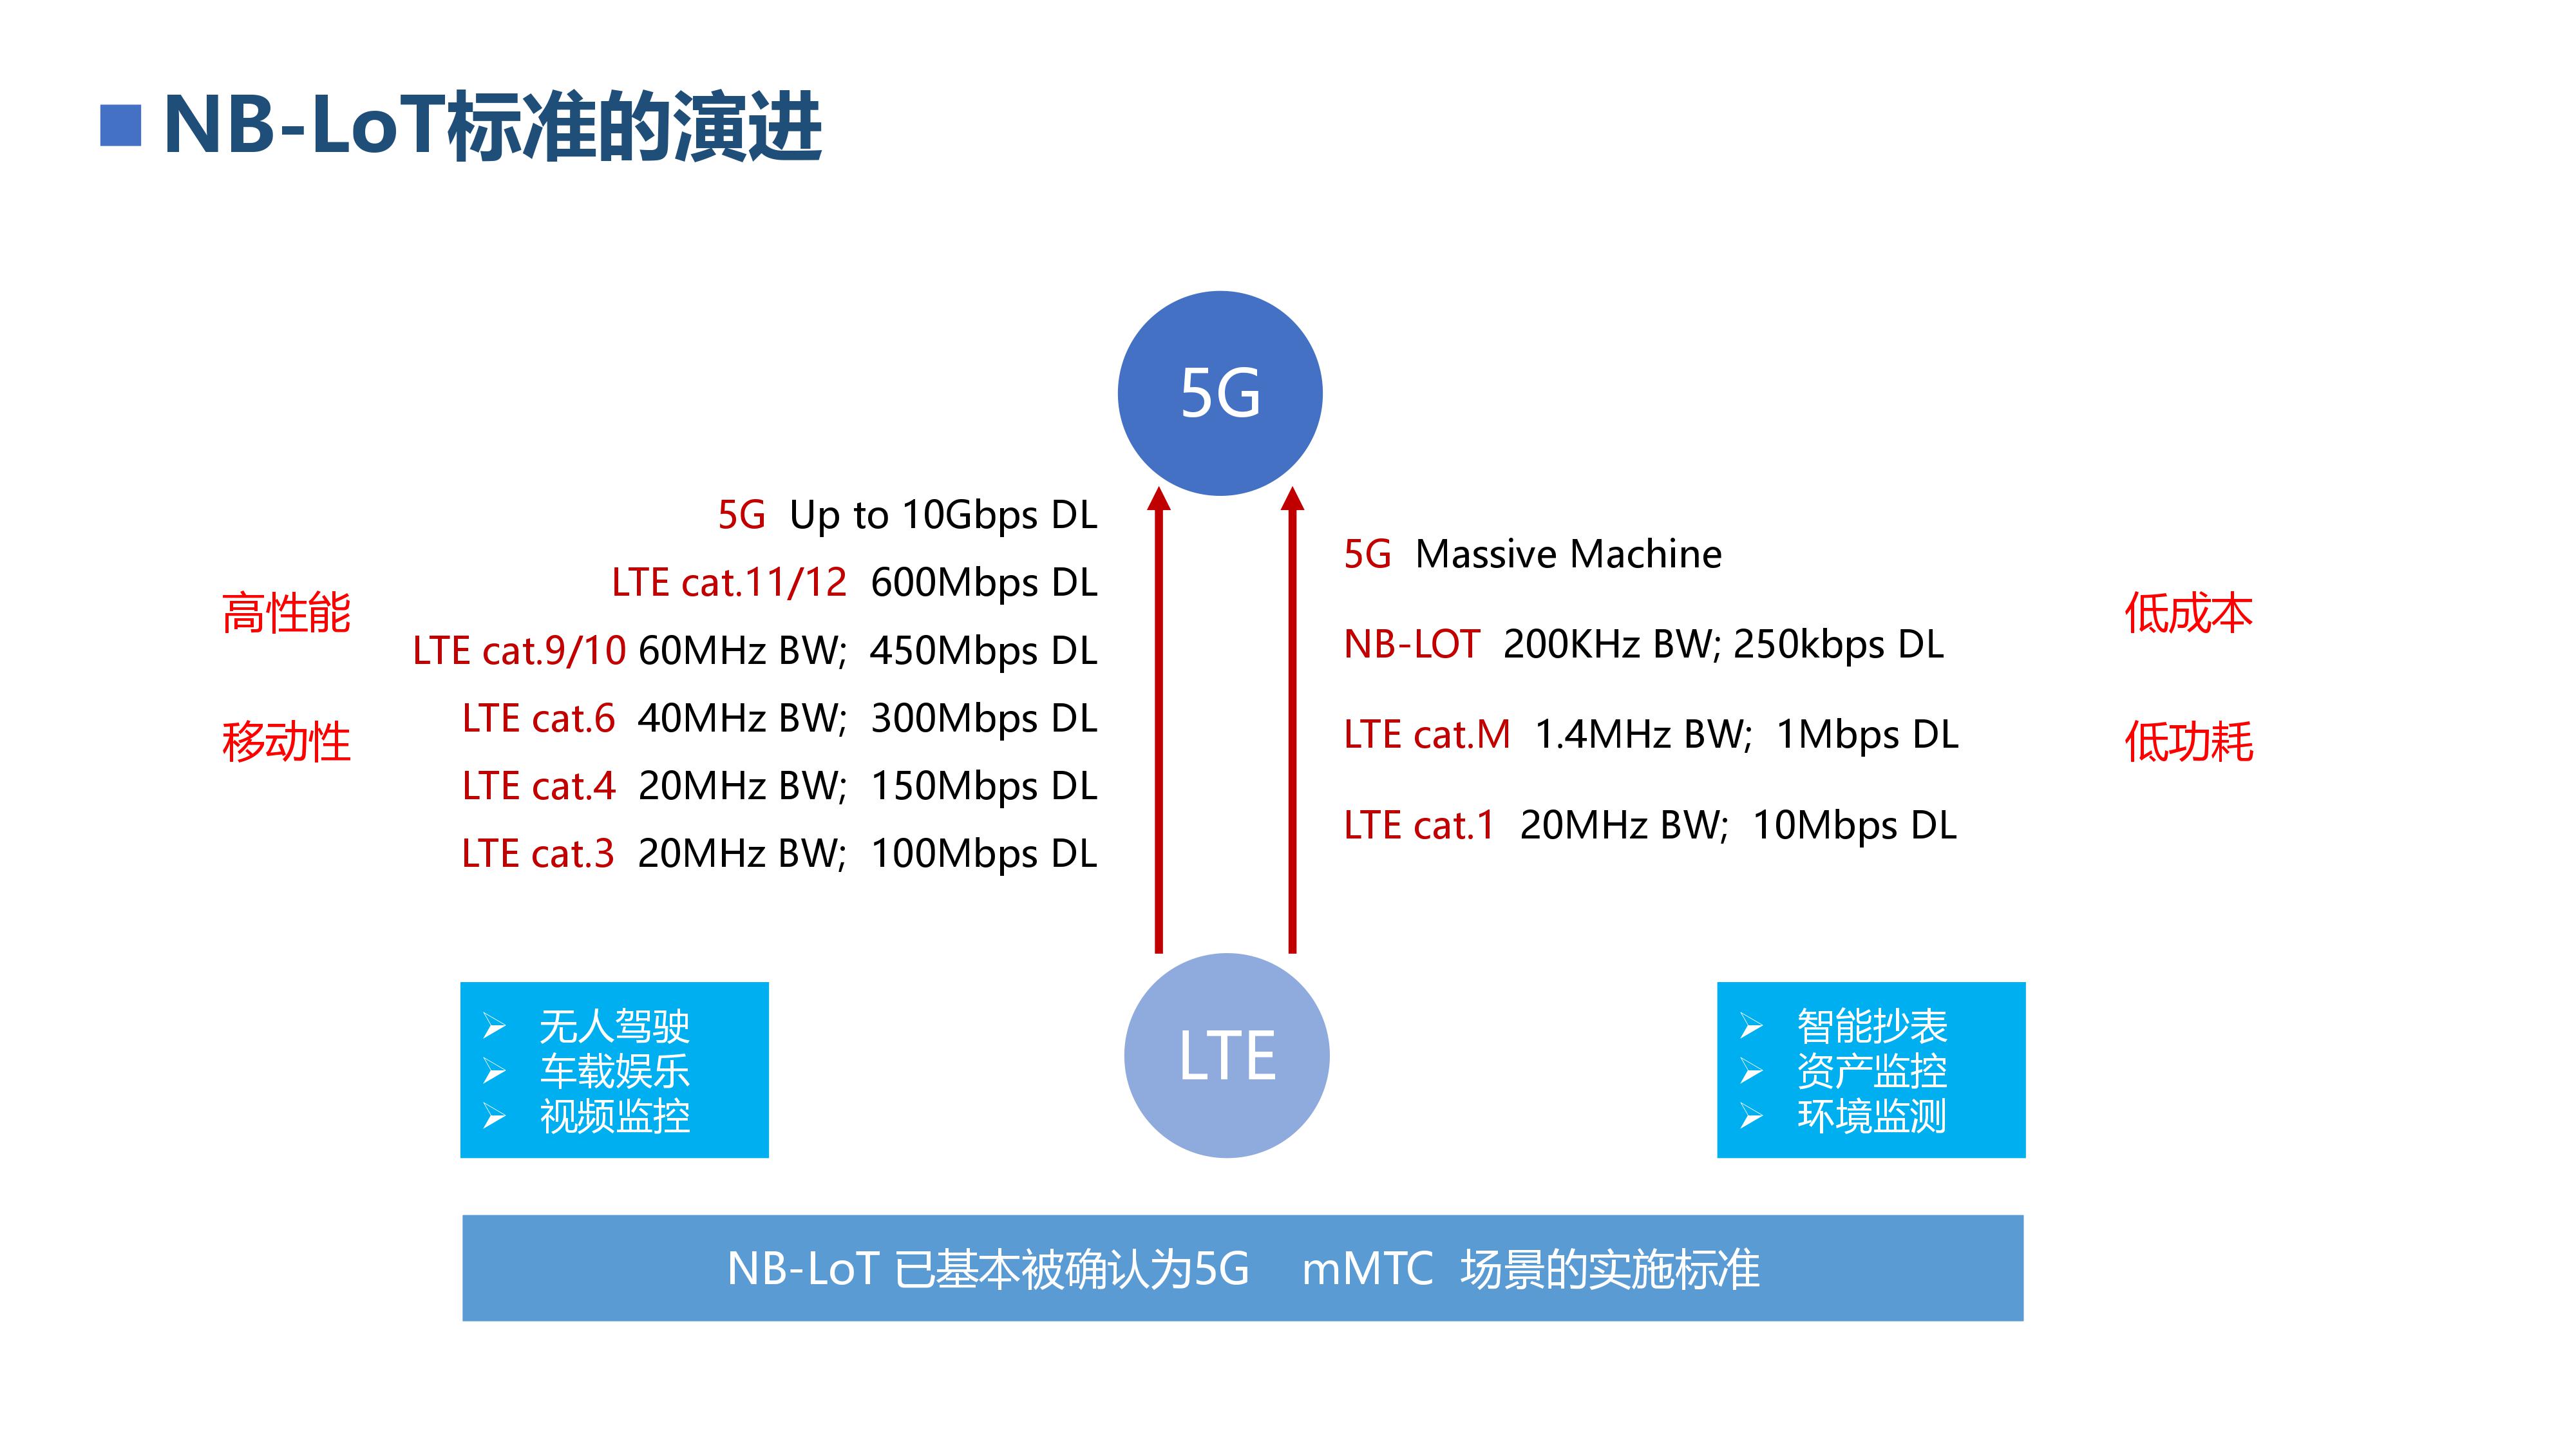 NB-LoT标准的演进
5G
5G Up to 10Gbps DL
LTE cat.11/12 600Mbps DL
LTE cat.9/10 60MHz BW; 450Mbps DL
LTE cat.6 40MHz BW; 300Mbps DL
LTE cat.4 20MHz BW; 150Mbps DL
LTE cat.3 20MHz BW; 100Mbps DL
高性能
移动性
5G Massive Machine
NB-LOT 200KHz BW; 250kbps DL
LTE cat.M 1.4MHz BW; 1Mbps DL
LTE cat.1 20MHz BW; 10Mbps DL
低成本
低功耗
无人驾驶
车载娱乐
视频监控
LTE
智能抄表
资产监控
环境监测
NB-LoT 已基本被确认为5G mMTC 场景的实施标准